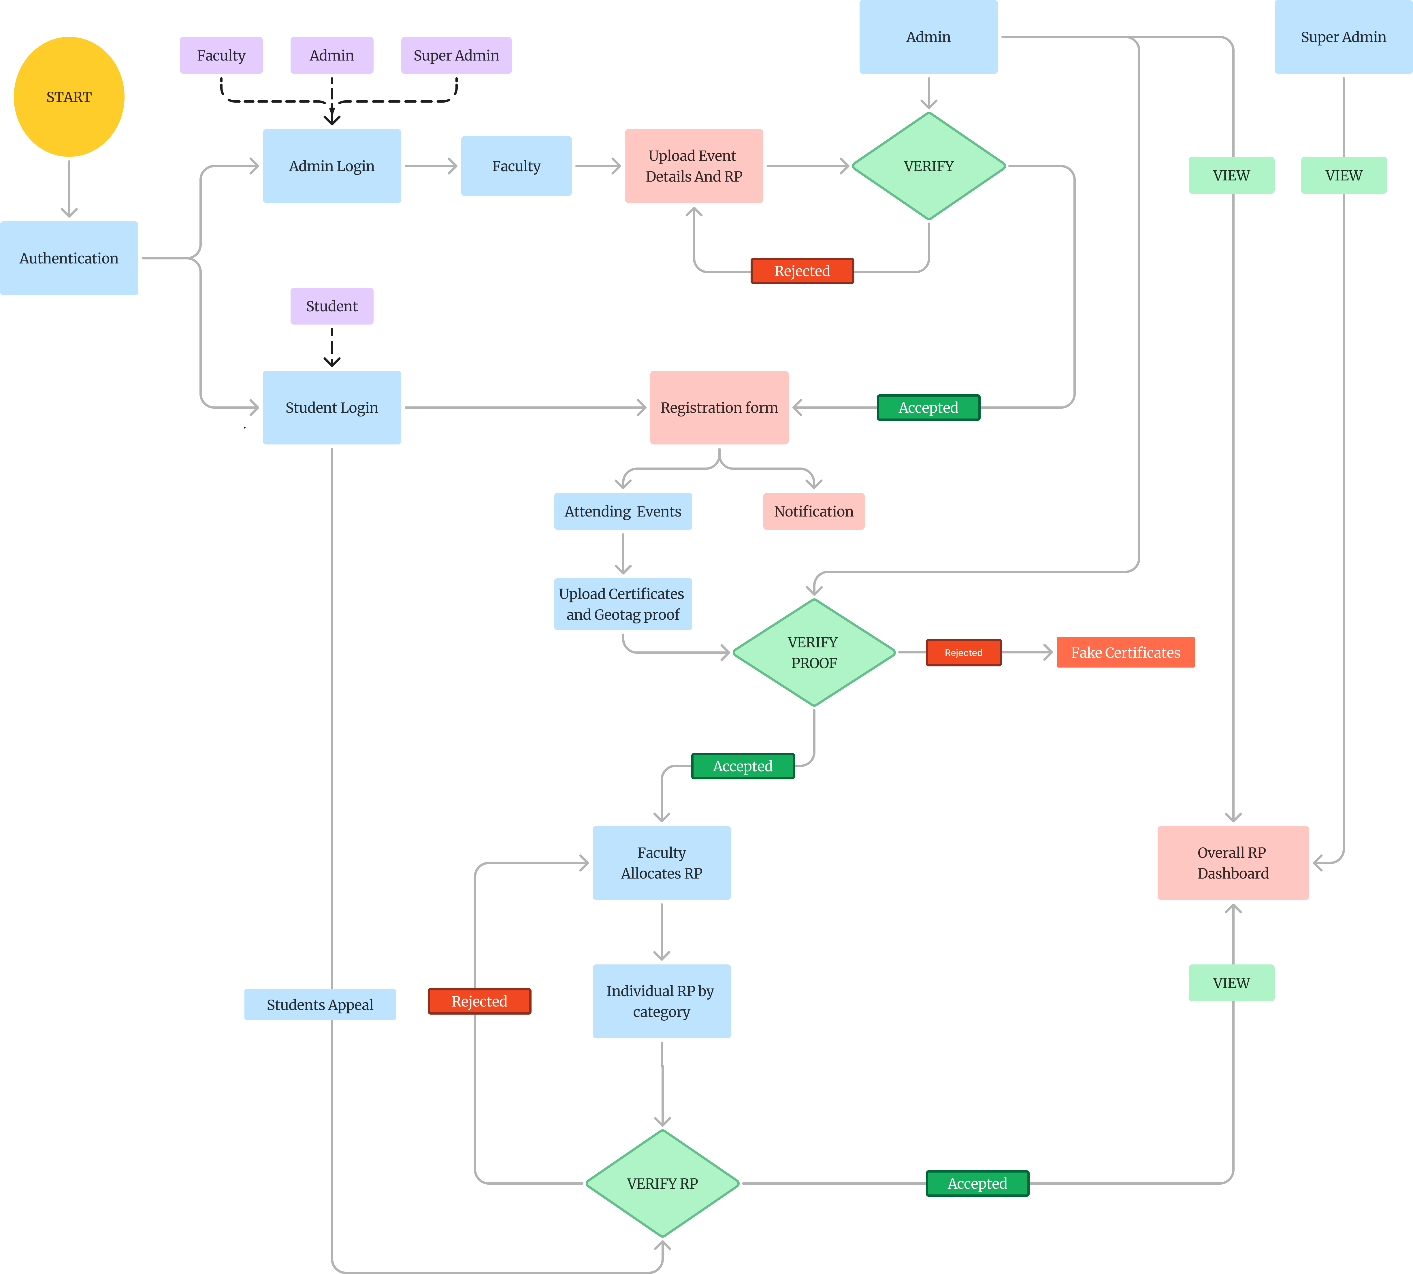 Admin
Super Admin
Faculty
Admin
Super Admin
START
Admin Login
Faculty
Upload Event
Details And RP
VERIFY
VIEW
VIEW
Authentication
Rejected
Student
Student Login
Registration form
Accepted
Attending Events
Notification
Upload Certificates
and Geotag proof
VERIFY
PROOF
Rejected
Fake Certificates
Accepted
Faculty
Allocates RP
Overall RP
Dashboard
Students Appeal
Rejected
Individual RP by
category
VIEW
VERIFY RP
Accepted